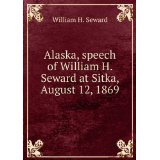 William H. Seward
Alaska, speech
of William H.
Seward at Sitka,
August 12, 1869